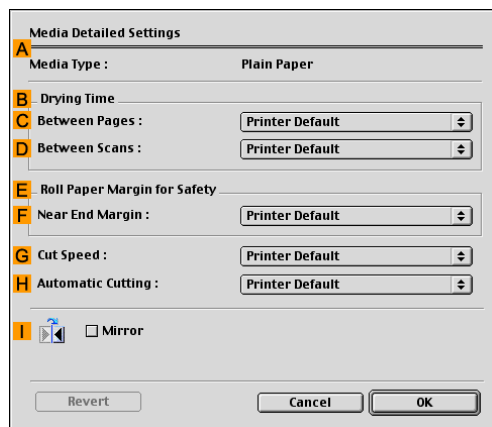 Media Detailed Settings
A
Media Type : Plain Paper
B Drying Time
C Between Pages : Printer Default
D Between Scans : Printer Default
E Roll Paper Margin for Safety
F Near End Margin : Printer Default
G Cut Speed : Printer Default
H Automatic Cutting : Printer Default
I Mirror
Revert Cancel OK